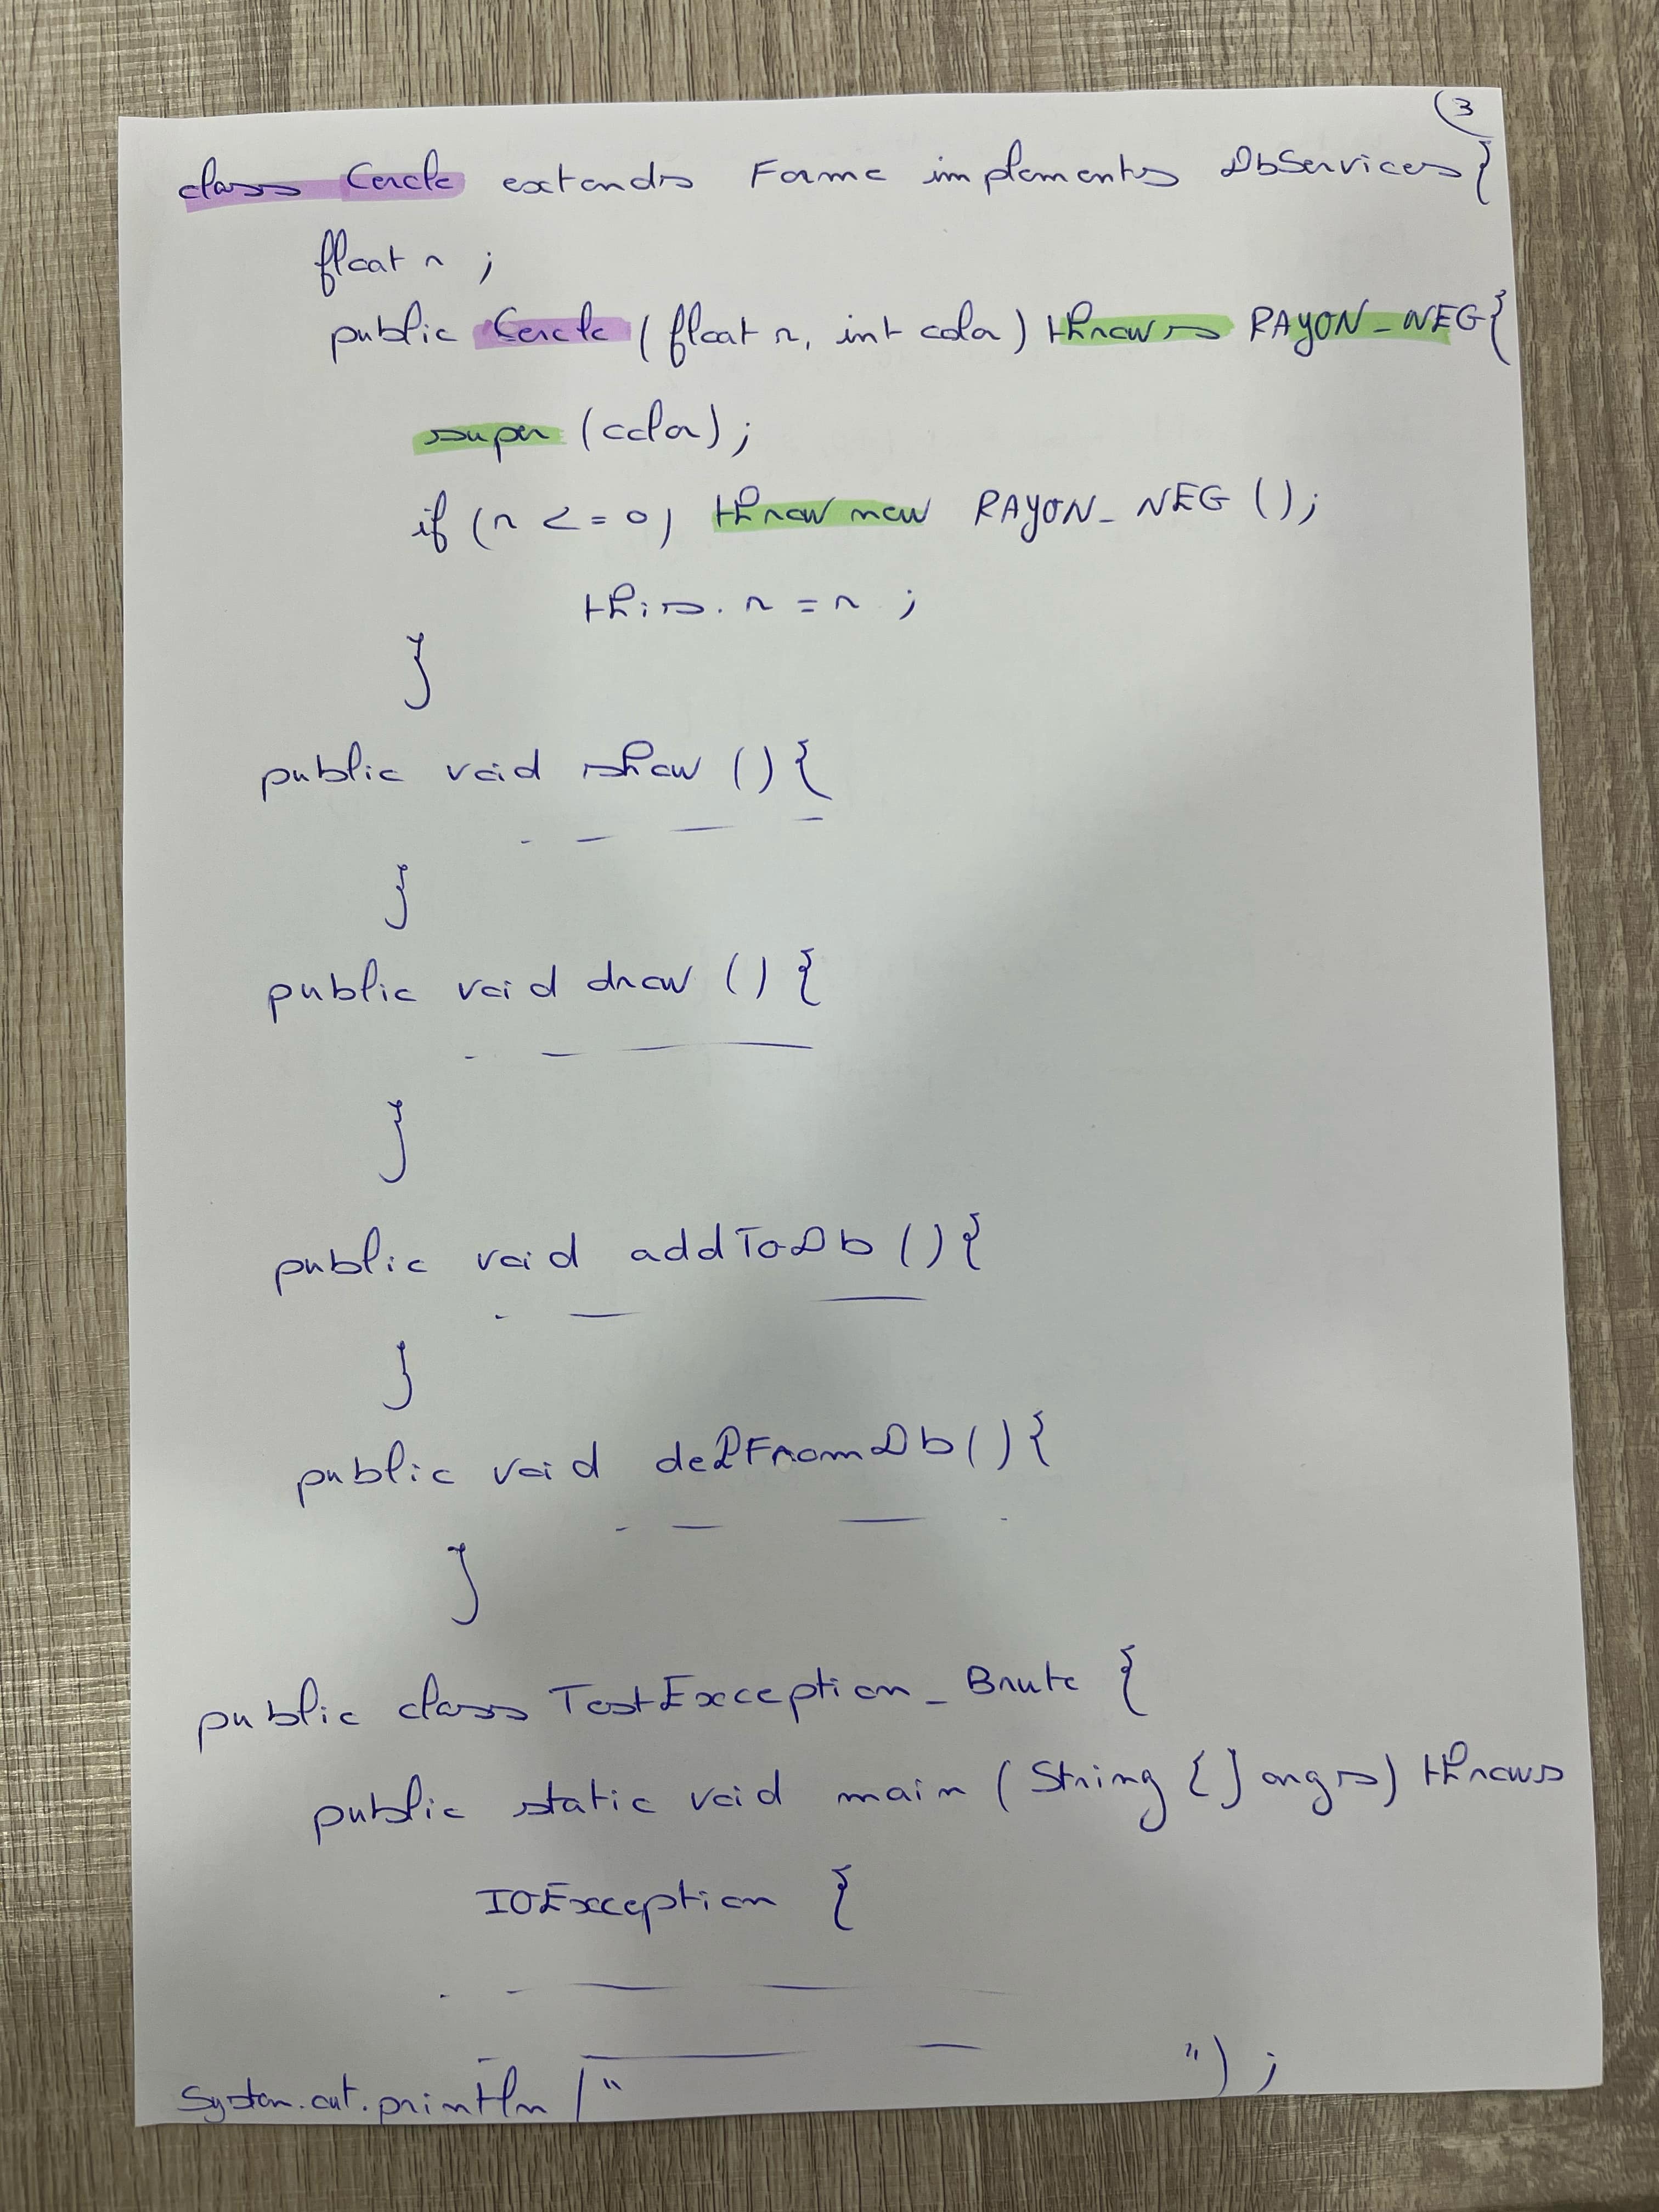 (3
class Cercle extends Forme implements DbServices{
float r ;
public Cercle (float r, int color) throws RAYON_NEG{
super (color);
if (r <= 0) throw new RAYON_NEG ();
this. r = r ;
}
public void show () {
}
public void draw () {
}
public void addToDb () {
}
public void delFromDb () {
}
public class TestException_Brute {
public static void main (String [] args) throws
IOException {
System.out.println (" ");